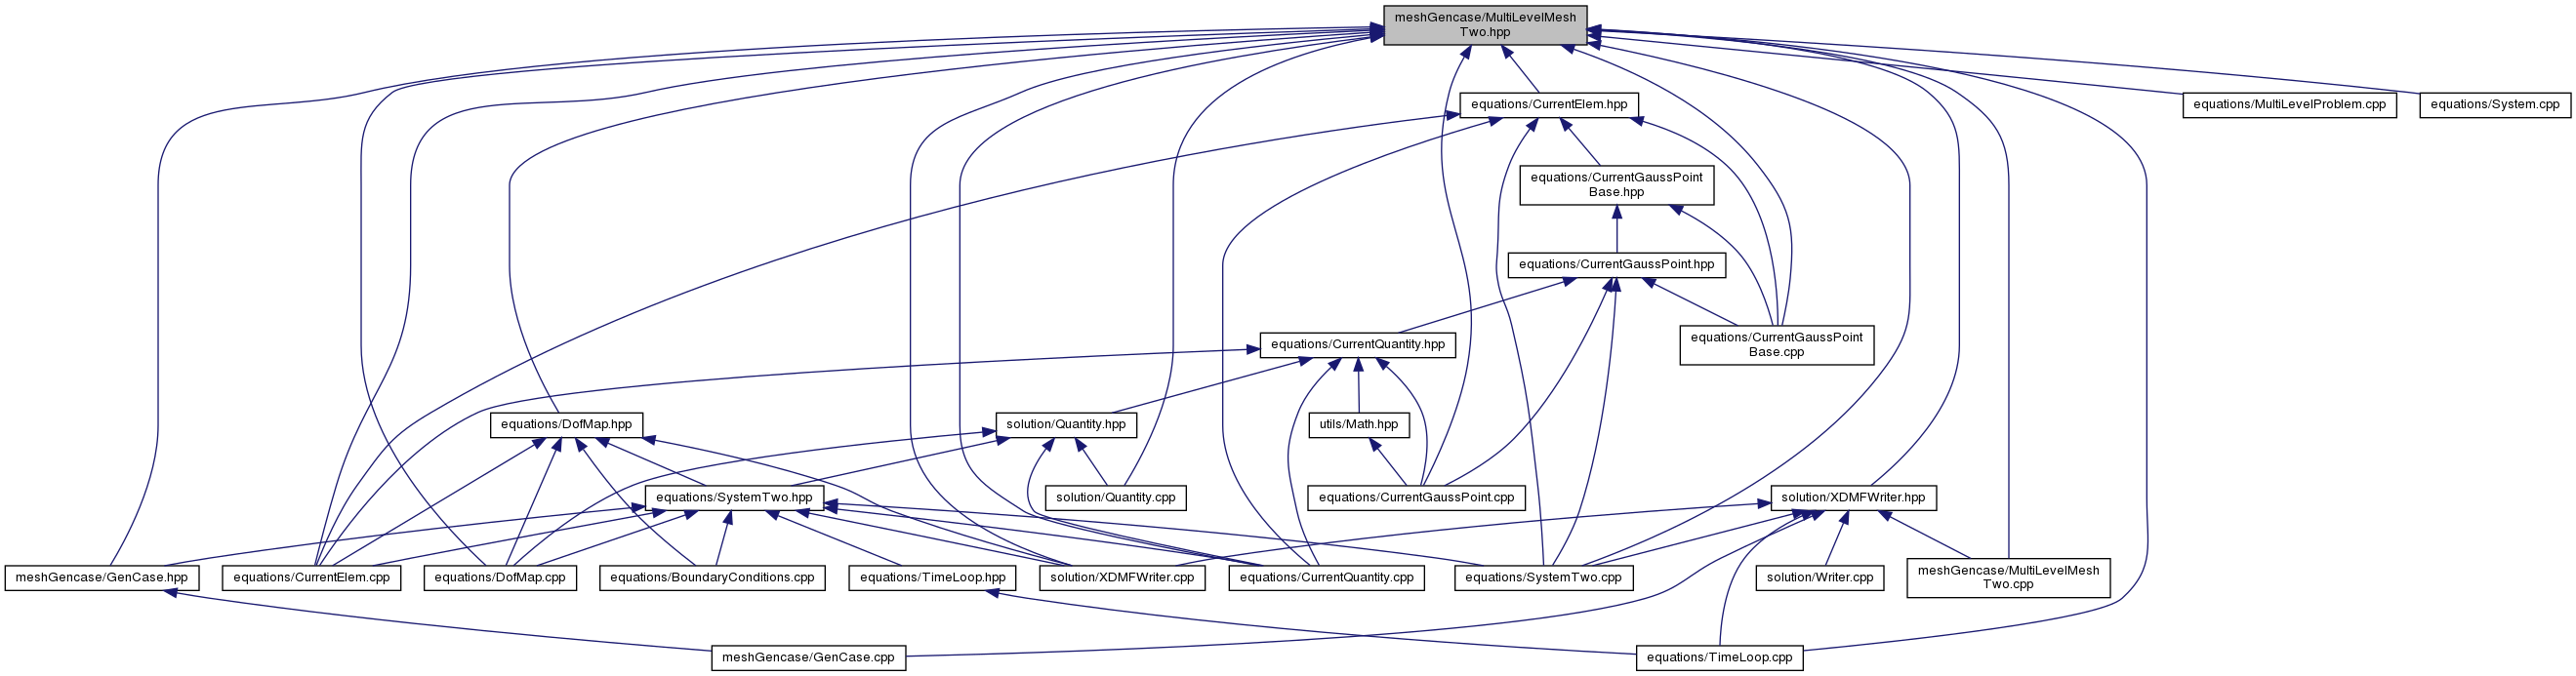 meshGencase/MultiLevelMesh
Two.hpp
equations/CurrentElem.hpp
equations/MultiLevelProblem.cpp
equations/System.cpp
equations/CurrentGaussPoint
Base.hpp
equations/CurrentGaussPoint.hpp
equations/CurrentQuantity.hpp
equations/CurrentGaussPoint
Base.cpp
equations/DofMap.hpp
solution/Quantity.hpp
utils/Math.hpp
equations/SystemTwo.hpp
solution/Quantity.cpp
equations/CurrentGaussPoint.cpp
solution/XDMFWriter.hpp
meshGencase/GenCase.hpp
equations/CurrentElem.cpp
equations/DofMap.cpp
equations/BoundaryConditions.cpp
equations/TimeLoop.hpp
solution/XDMFWriter.cpp
equations/CurrentQuantity.cpp
equations/SystemTwo.cpp
solution/Writer.cpp
meshGencase/MultiLevelMesh
Two.cpp
meshGencase/GenCase.cpp
equations/TimeLoop.cpp